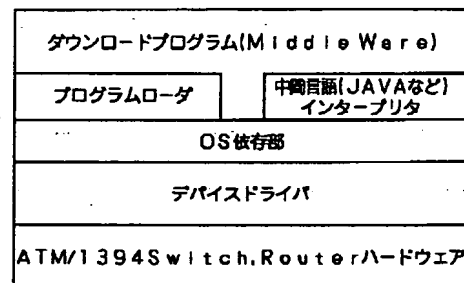 ダウンロードプログラム(Middle Ware)
プログラムローダ
中間言語(JAVAなど)
インタープリタ
OS依存部
デバイスドライバ
ATM/1394Switch,Routerハードウェア